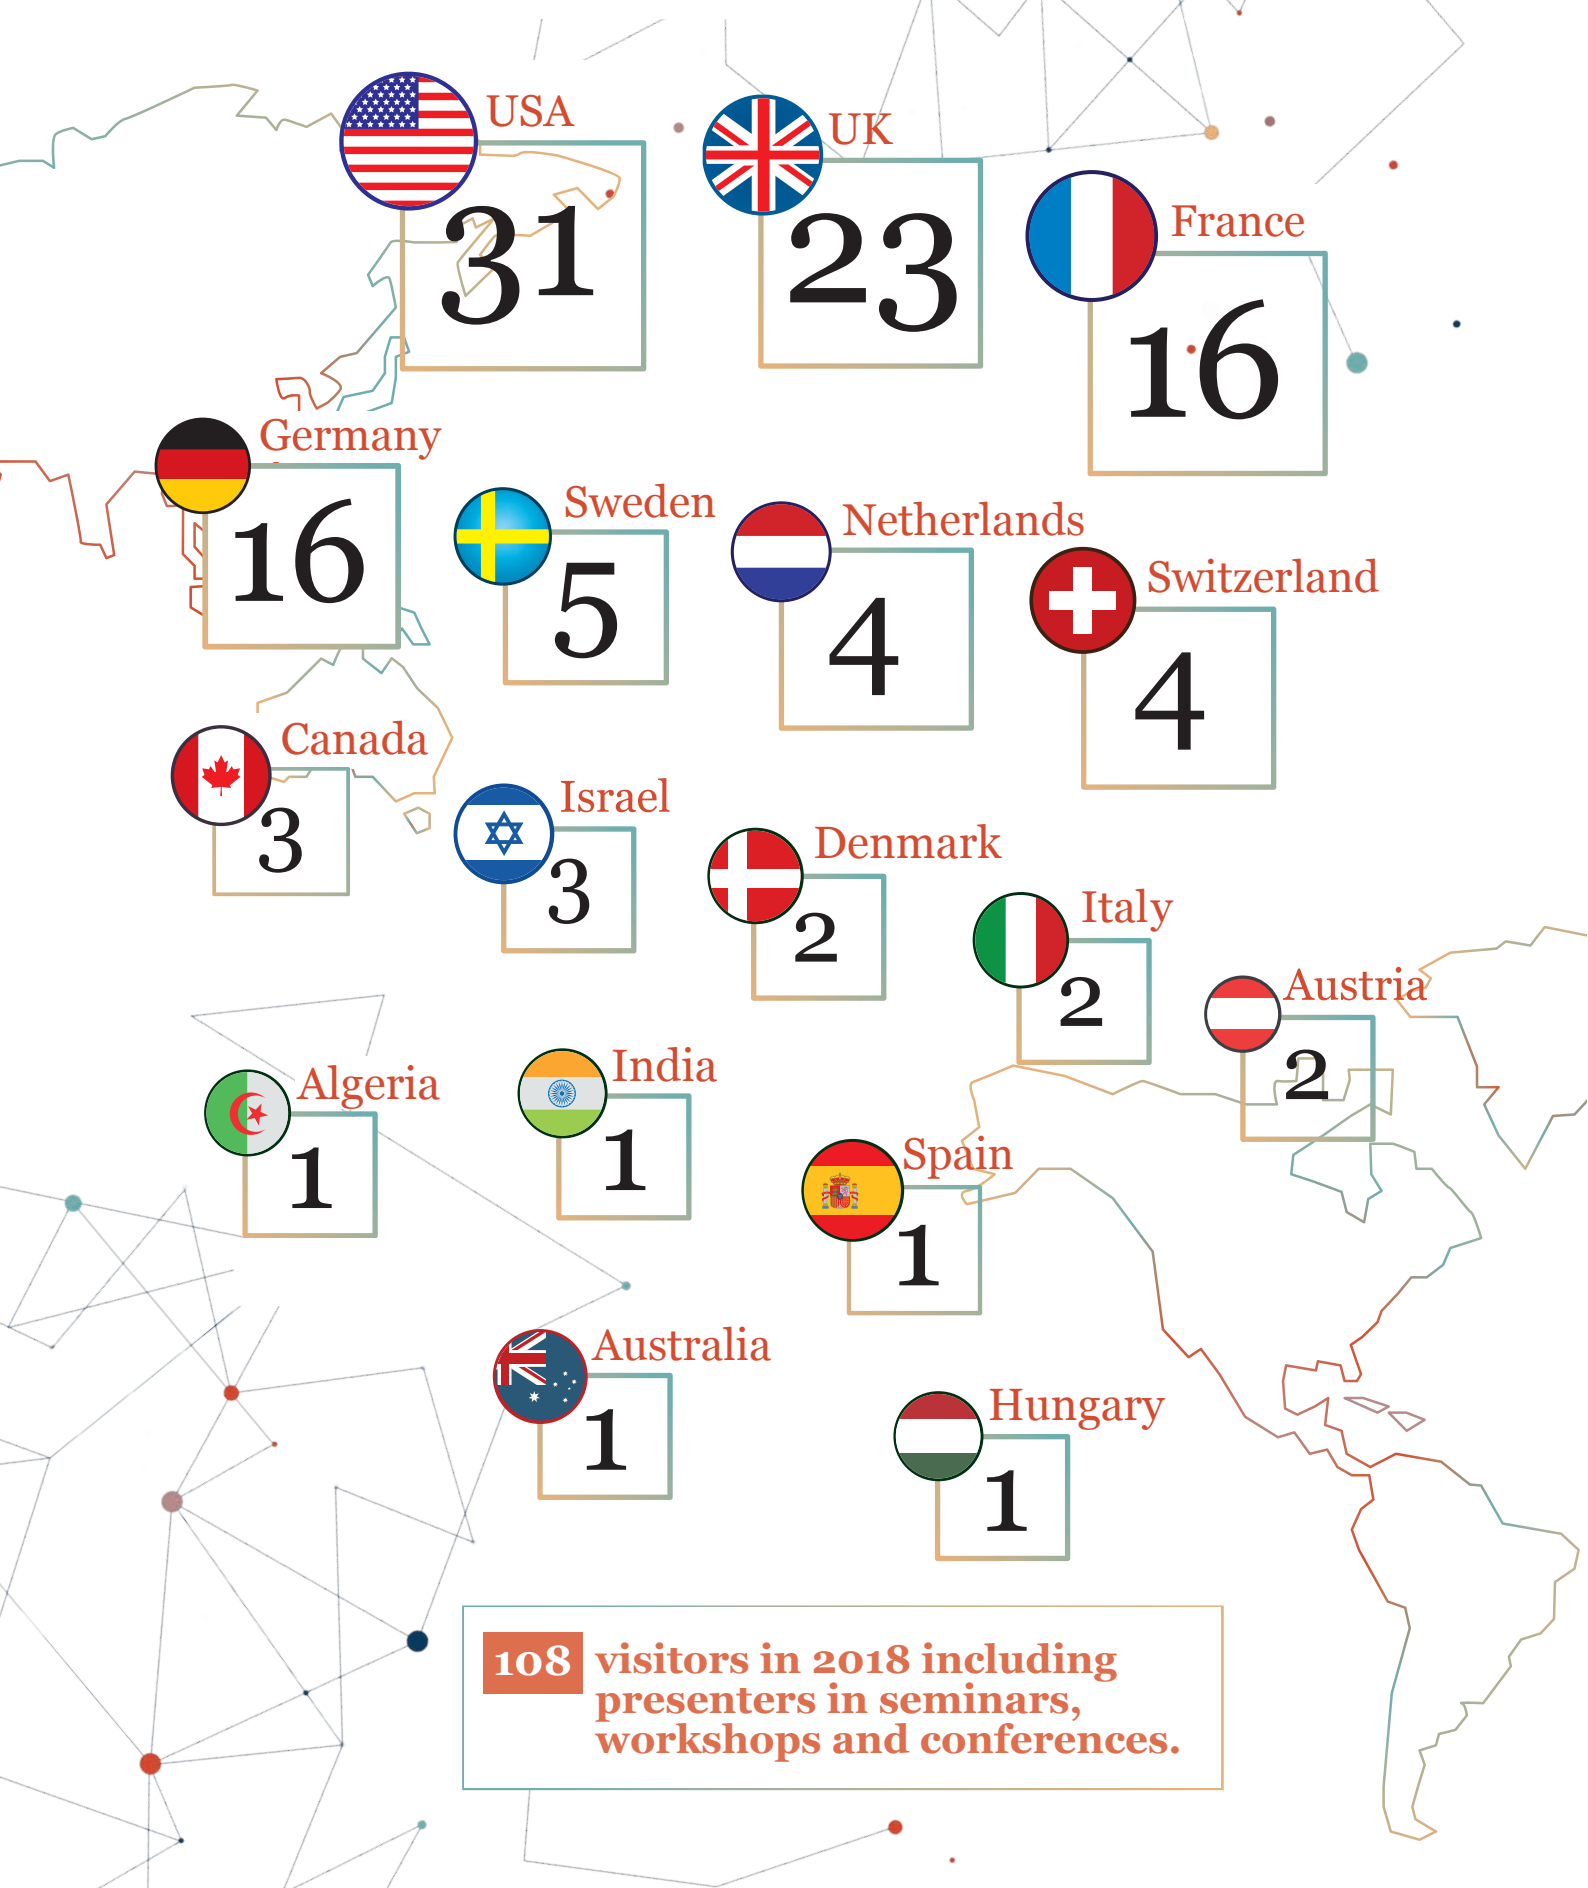 USA
31
UK
23
France
16
Germany
16
Sweden
5
Netherlands
4
Switzerland
4
Canada
3
Israel
3
Denmark
2
Italy
2
Austria
2
Algeria
1
India
1
Spain
1
Australia
1
Hungary
1
108 visitors in 2018 including
presenters in seminars,
workshops and conferences.